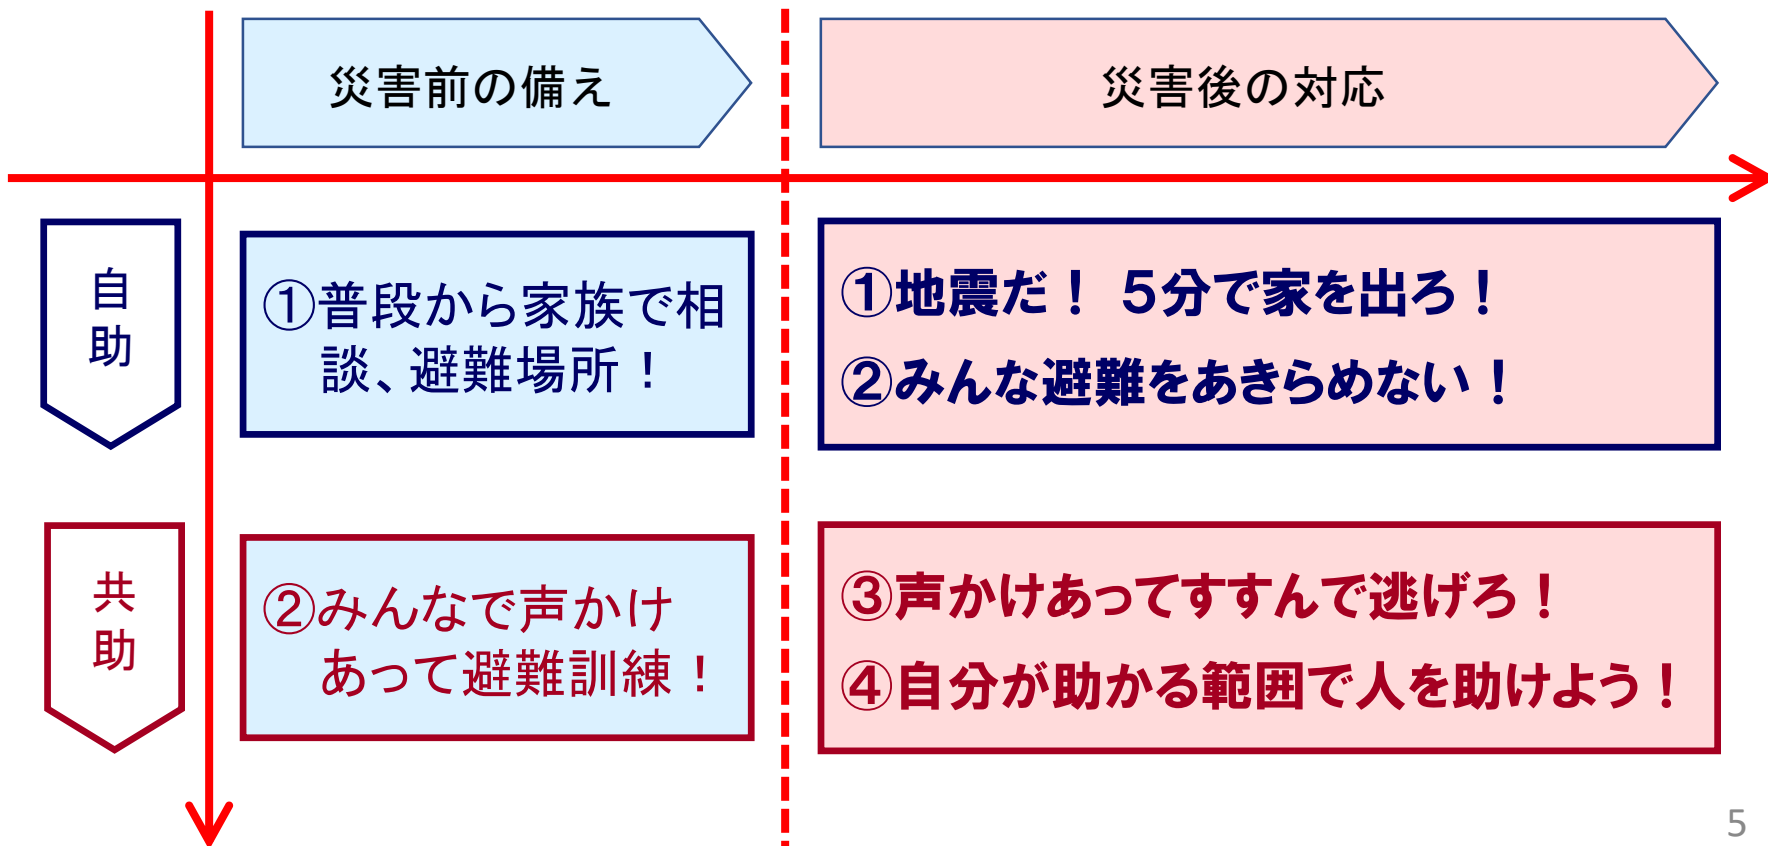 災害前の備え
災害後の対応
自
助
①普段から家族で相
談、避難場所！
①地震だ！ ５分で家を出ろ！
②みんな避難をあきらめない！
共
助
②みんなで声かけ
あって避難訓練！
③声かけあってすすんで逃げろ！
④自分が助かる範囲で人を助けよう！
5